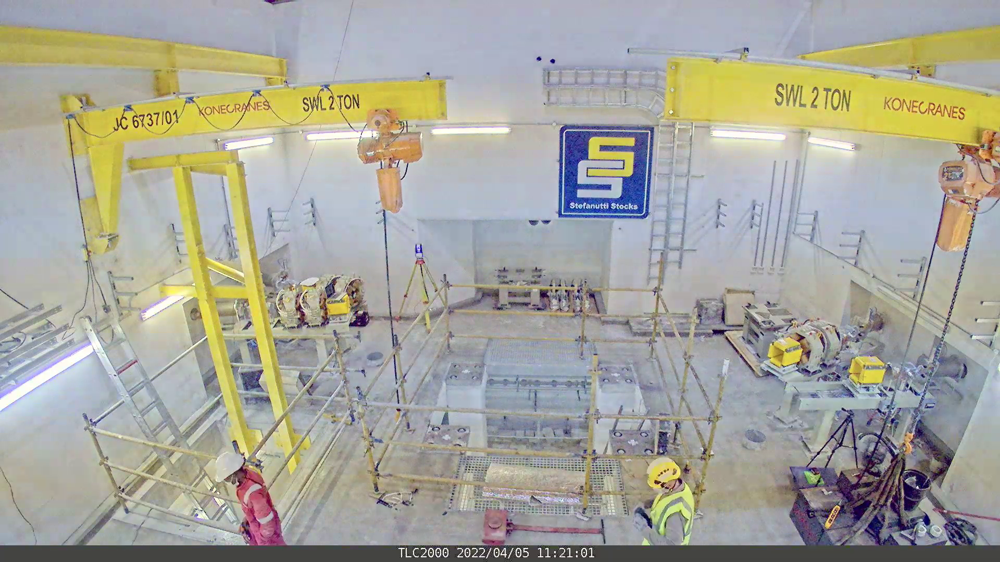 JC 6737/01 KONECRANES SWL 2 TON
SWL 2 TON KONECRANES
Stefanutti Stocks
TLC2000 2022/04/05 11:21:01